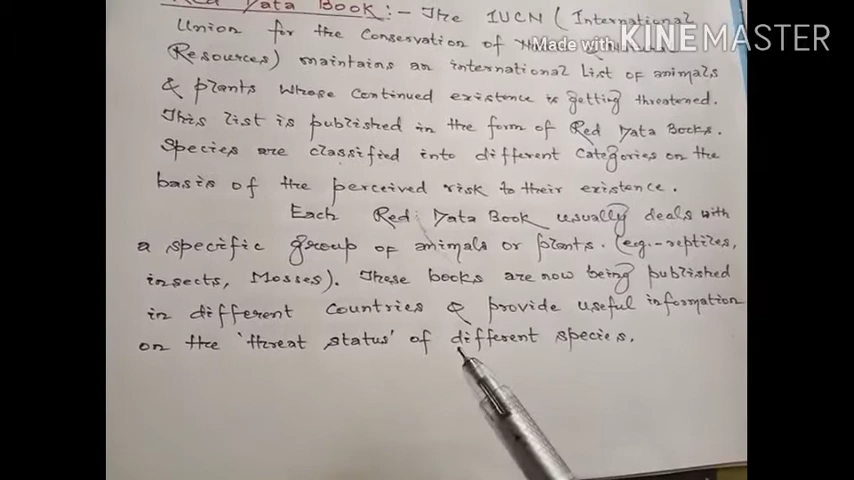 Red Data Book :- The IUCN (International
Union for the Conservation of
Resources) maintains an international list of animals
& plants whose continued existence is getting threatened.
This list is published in the form of Red Data Books.
Species are classified into different categories on the
basis of the perceived risk to their existence.
Each Red Data Book usually deals with
a specific group of animals or plants. (eg.- reptiles,
insects, Mosses). These books are now being published
in different countries & provide useful information
on the 'threat status' of different species.
Made with KINEMASTER